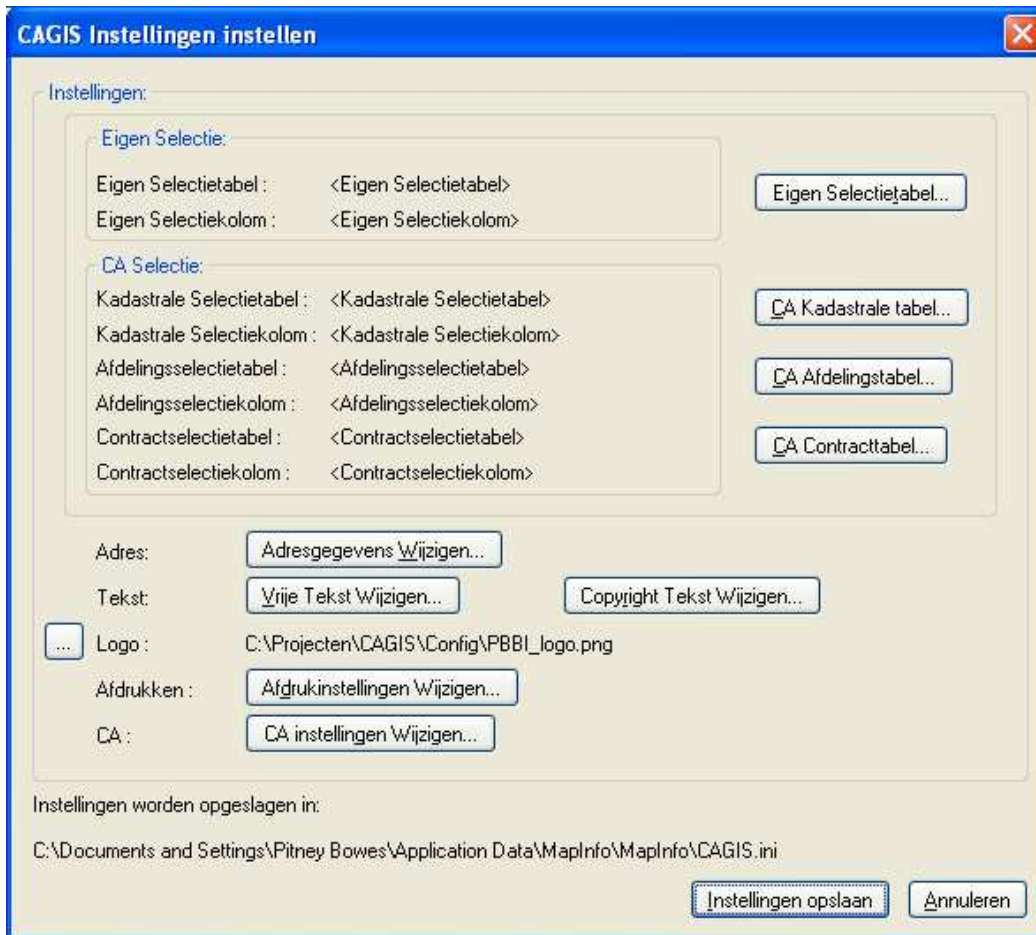 CAGIS Instellingen instellen
Instellingen:
Eigen Selectie:
Eigen Selectietabel : <Eigen Selectietabel>
Eigen Selectietabel...
Eigen Selectiekolom : <Eigen Selectiekolom>
CA Selectie:
Kadastrale Selectietabel : <Kadastrale Selectietabel>
CA Kadastrale tabel...
Kadastrale Selectiekolom : <Kadastrale Selectiekolom>
Afdelingsselectietabel : <Afdelingsselectietabel>
CA Afdelingstabel...
Afdelingsselectiekolom : <Afdelingsselectiekolom>
Contractselectietabel : <Contractselectietabel>
CA Contracttabel...
Contractselectiekolom : <Contractselectiekolom>
Adres: Adresgegevens Wijzigen...
Tekst: Vrije Tekst Wijzigen... Copyright Tekst Wijzigen...
... Logo : C:\Projecten\CAGIS\Config\PBBI_logo.png
Afdrukken : Afdrukinstellingen Wijzigen...
CA : CA instellingen Wijzigen...
Instellingen worden opgeslagen in:
C:\Documents and Settings\Pitney Bowes\Application Data\MapInfo\MapInfo\CAGIS.ini
Instellingen opslaan Annuleren